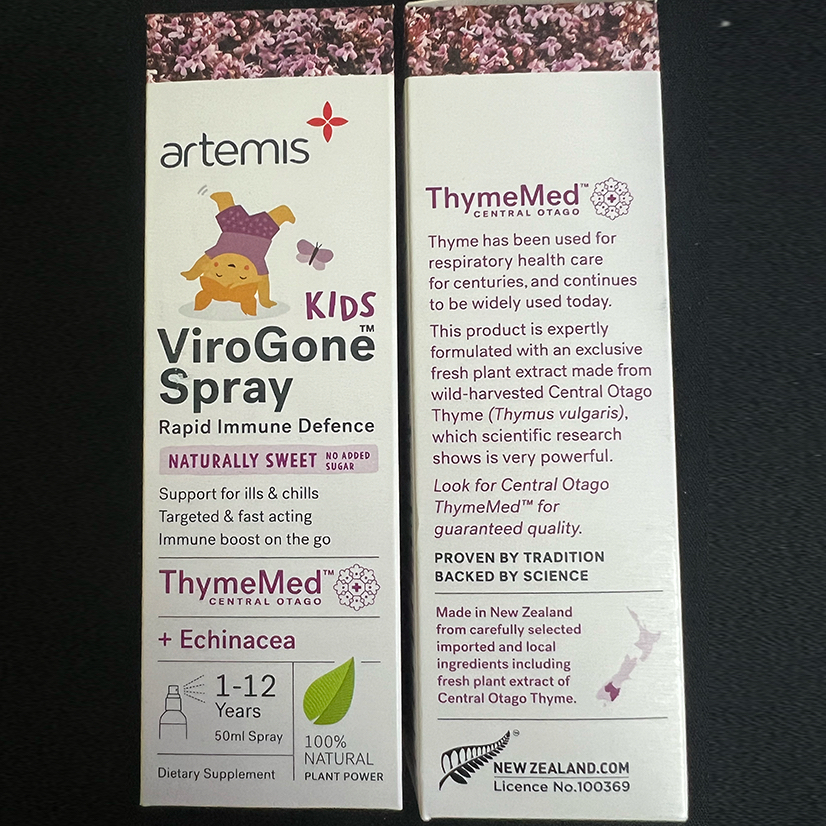 artemis
KIDS
ViroGone™
Spray
Rapid Immune Defence
NATURALLY SWEET NO ADDED SUGAR
Support for ills & chills
Targeted & fast acting
Immune boost on the go
ThymeMed™
CENTRAL OTAGO
+ Echinacea
1-12
Years
50ml Spray
Dietary Supplement
100%
NATURAL
PLANT POWER
ThymeMed™
CENTRAL OTAGO
Thyme has been used for
respiratory health care
for centuries, and continues
to be widely used today.
This product is expertly
formulated with an exclusive
fresh plant extract made from
wild-harvested Central Otago
Thyme (Thymus vulgaris),
which scientific research
shows is very powerful.
Look for Central Otago
ThymeMed™ for
guaranteed quality.
PROVEN BY TRADITION
BACKED BY SCIENCE
Made in New Zealand
from carefully selected
imported and local
ingredients including
fresh plant extract of
Central Otago Thyme.
NEWZEALAND.COM
Licence No.100369